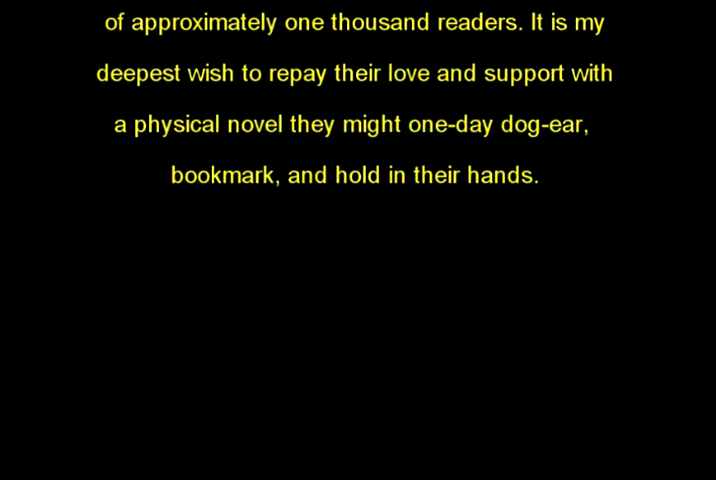 of approximately one thousand readers. It is my
deepest wish to repay their love and support with
a physical novel they might one-day dog-ear,
bookmark, and hold in their hands.